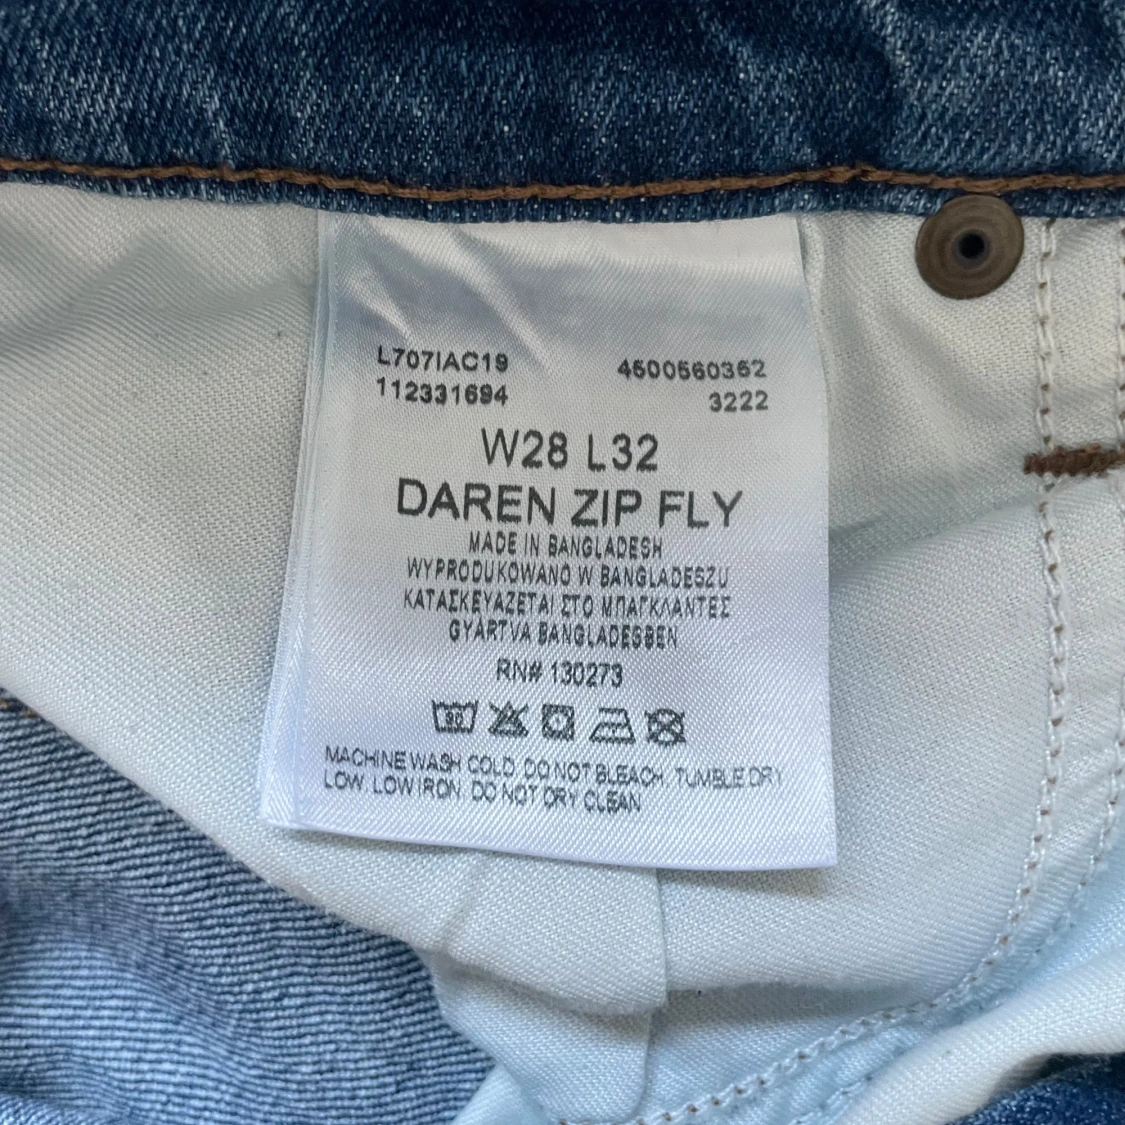 L707IAC19 4500560352
112331694 3222
W28 L32
DAREN ZIP FLY
MADE IN BANGLADESH
WYPRODUKOWANO W BANGLADESZU
ΚΑΤΑΣΚΕΥΑΖΕΤΑΙ ΣΤΟ ΜΠΑΓΚΛΑΝΤΕΣ
GYÁRTVA BANGLADESBEN
RN# 130273
30
MACHINE WASH COLD. DO NOT BLEACH. TUMBLE DRY
LOW. LOW IRON. DO NOT DRY CLEAN